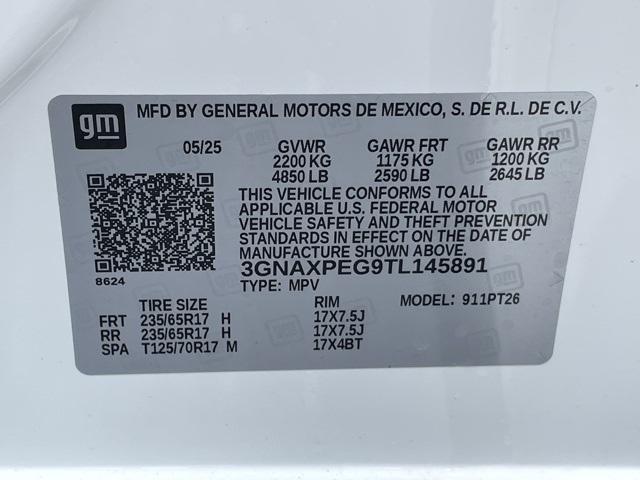 gm
MFD BY GENERAL MOTORS DE MEXICO, S. DE R.L. DE C.V.
05/25 GVWR GAWR FRT GAWR RR
2200 KG 1175 KG 1200 KG
4850 LB 2590 LB 2645 LB
THIS VEHICLE CONFORMS TO ALL
APPLICABLE U.S. FEDERAL MOTOR
VEHICLE SAFETY AND THEFT PREVENTION
STANDARDS IN EFFECT ON THE DATE OF
MANUFACTURE SHOWN ABOVE.
3GNAXPEG9TL145891
8624
TYPE: MPV
TIRE SIZE RIM MODEL: 911PT26
FRT 235/65R17 H 17X7.5J
RR 235/65R17 H 17X7.5J
SPA T125/70R17 M 17X4BT